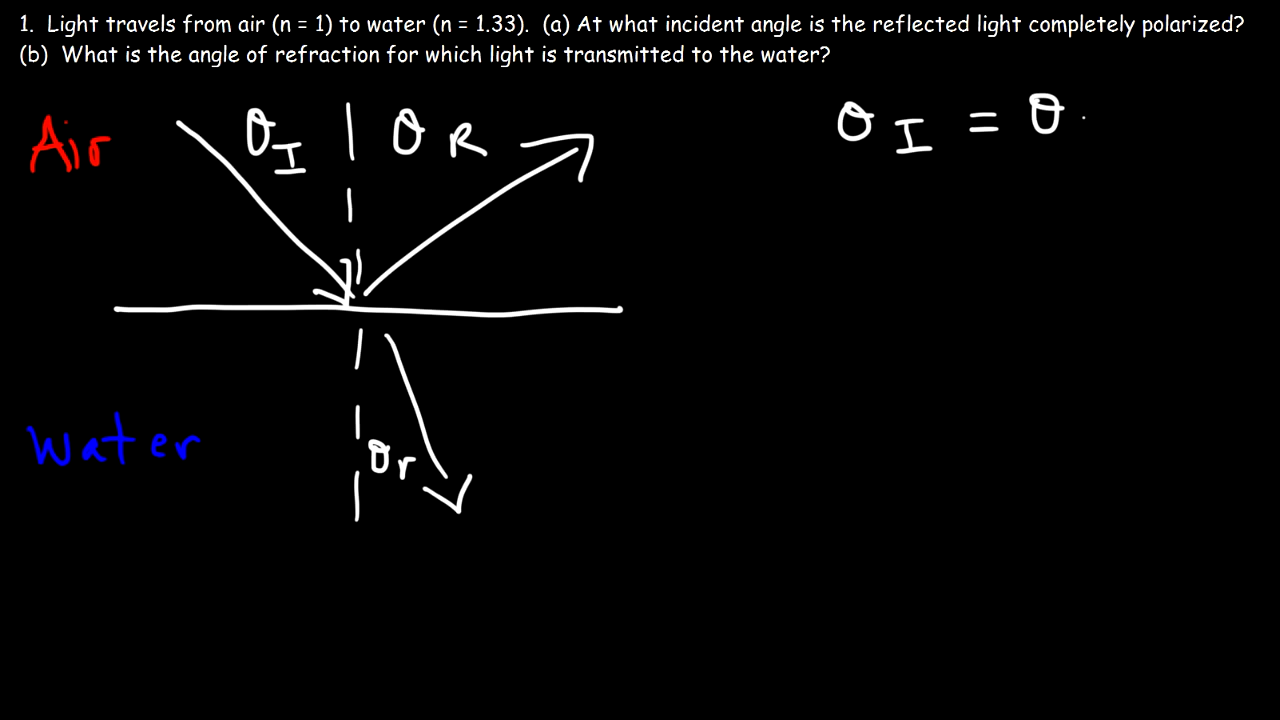 1. Light travels from air (n = 1) to water (n = 1.33). (a) At what incident angle is the reflected light completely polarized?
(b) What is the angle of refraction for which light is transmitted to the water?
Air
θI
θR
θI = θ
Water
θr